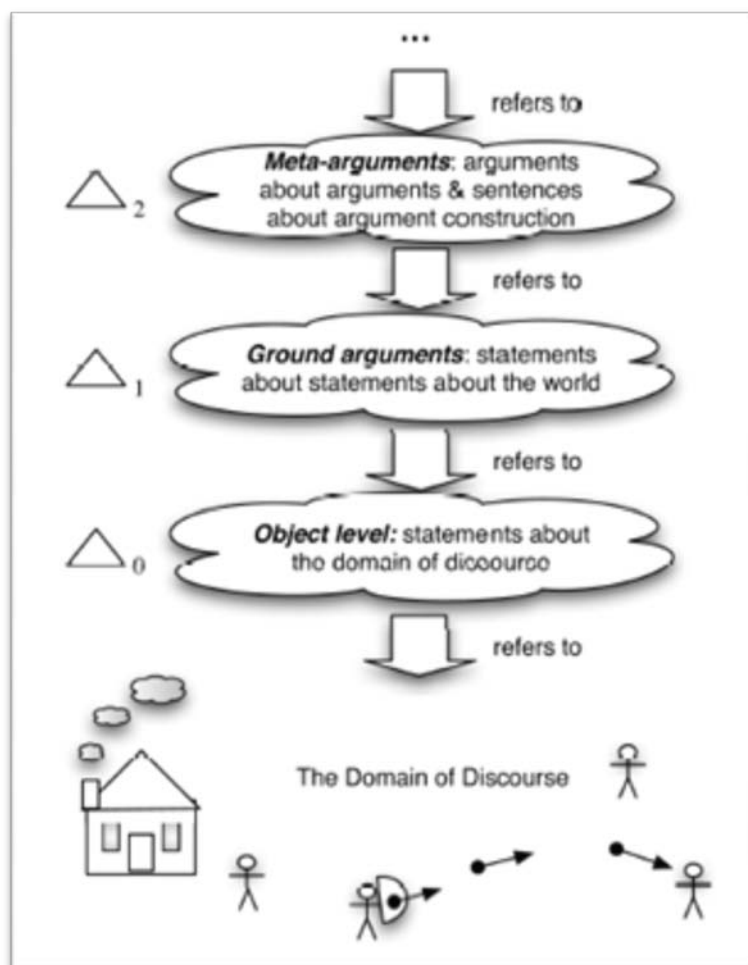 ...
refers to
Meta-arguments: arguments
about arguments & sentences
about argument construction
△2
refers to
Ground arguments: statements
about statements about the world
△1
refers to
Object level: statements about
the domain of discourse
△0
refers to
The Domain of Discourse